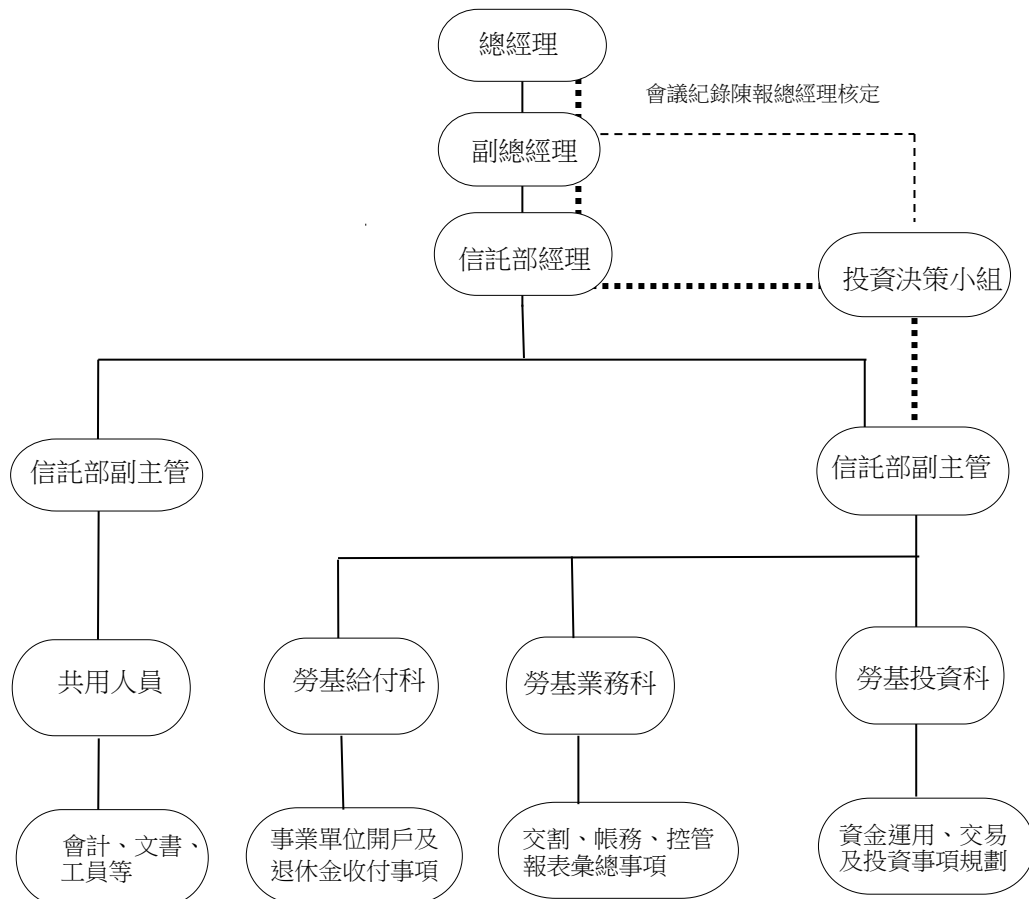 總經理
會議紀錄陳報總經理核定
副總經理
信託部經理
投資決策小組
信託部副主管
信託部副主管
共用人員
勞基給付科
勞基業務科
勞基投資科
會計、文書、
工員等
事業單位開戶及
退休金收付事項
交割、帳務、控管
報表彙總事項
資金運用、交易
及投資事項規劃